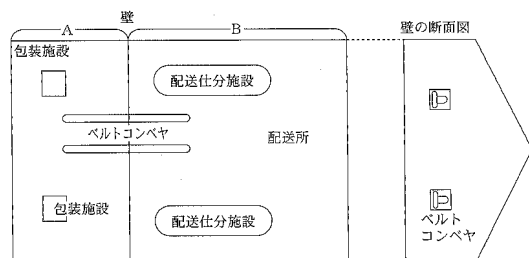 壁
A
B
壁の断面図
包装施設
配送仕分施設
ベルトコンベヤ
配送所
包装施設
配送仕分施設
ベルト
コンベヤ